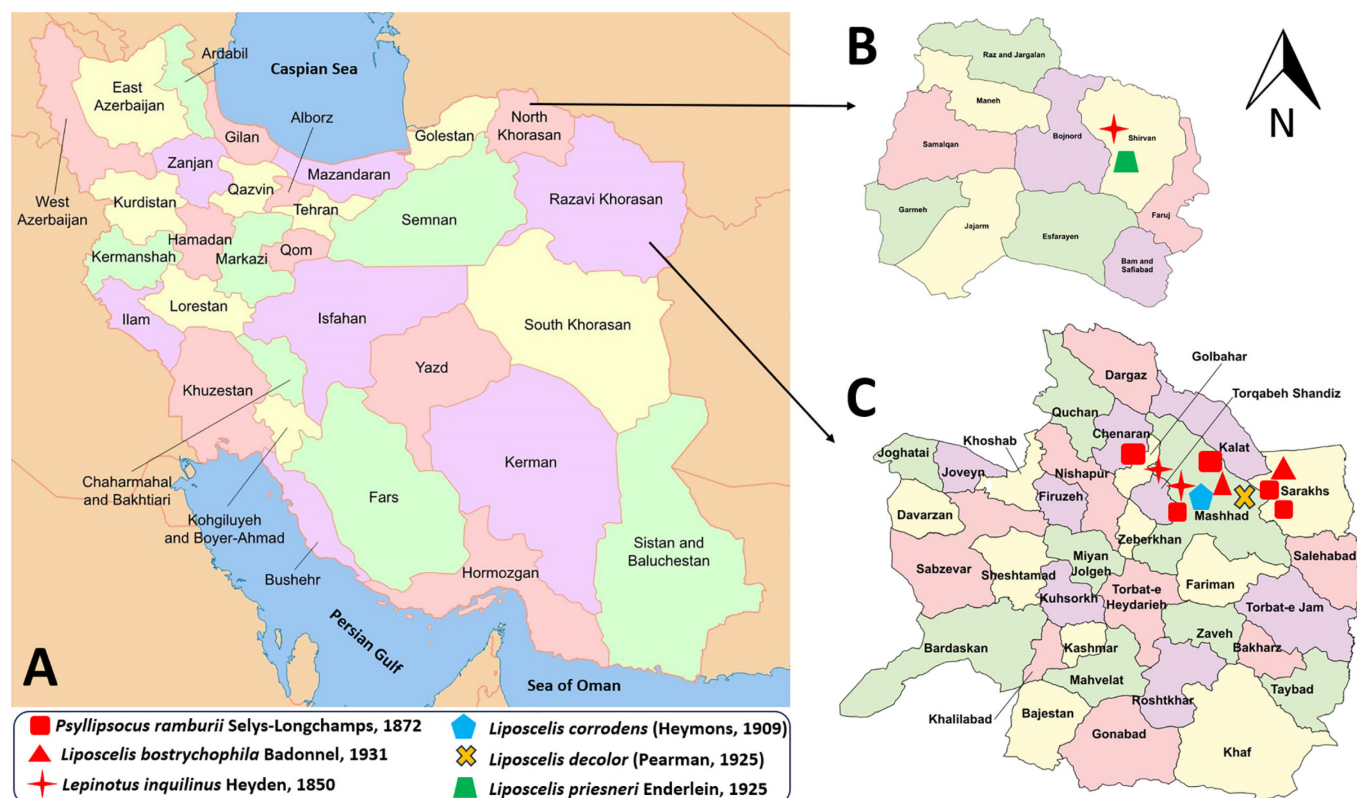 A
Caspian Sea
Ardabil
East
Azerbaijan
West
Azerbaijan
Gilan
Alborz
Zanjan
Qazvin
Mazandaran
Tehran
Golestan
North
Khorasan
Razavi Khorasan
Semnan
Kurdistan
Hamadan
Kermanshah
Markazi
Qom
Lorestan
Ilam
Isfahan
South Khorasan
Khuzestan
Yazd
Chaharmahal
and Bakhtiari
Kohgiluyeh
and Boyer-Ahmad
Fars
Kerman
Bushehr
Hormozgan
Sistan and
Baluchestan
Persian Gulf
Sea of Oman
B
Raz and Jargalan
Maneh
Bojnord
Shirvan
Samalqan
Garmeh
Jajarm
Esfarayen
Faruj
Bam and
Safiabad
N
C
Golbahar
Torqabeh Shandiz
Dargaz
Quchan
Chenaran
Kalat
Khoshab
Joghatai
Joveyn
Nishapur
Firuzeh
Sarakhs
Mashhad
Davarzan
Zeberkhan
Sabzevar
Sheshtamad
Miyan
Jolgeh
Kuhsorkh
Torbat-e
Heydarieh
Fariman
Salehabad
Torbat-e Jam
Bardaskan
Kashmar
Zaveh
Bakharz
Mahvelat
Roshtkhar
Taybad
Khalilabad
Bajestan
Gonabad
Khaf
Psyllipsocus ramburii Selys-Longchamps, 1872
Liposcelis bostrychophila Badonnel, 1931
Lepinotus inquilinus Heyden, 1850
Liposcelis corrodens (Heymons, 1909)
Liposcelis decolor (Pearman, 1925)
Liposcelis priesneri Enderlein, 1925